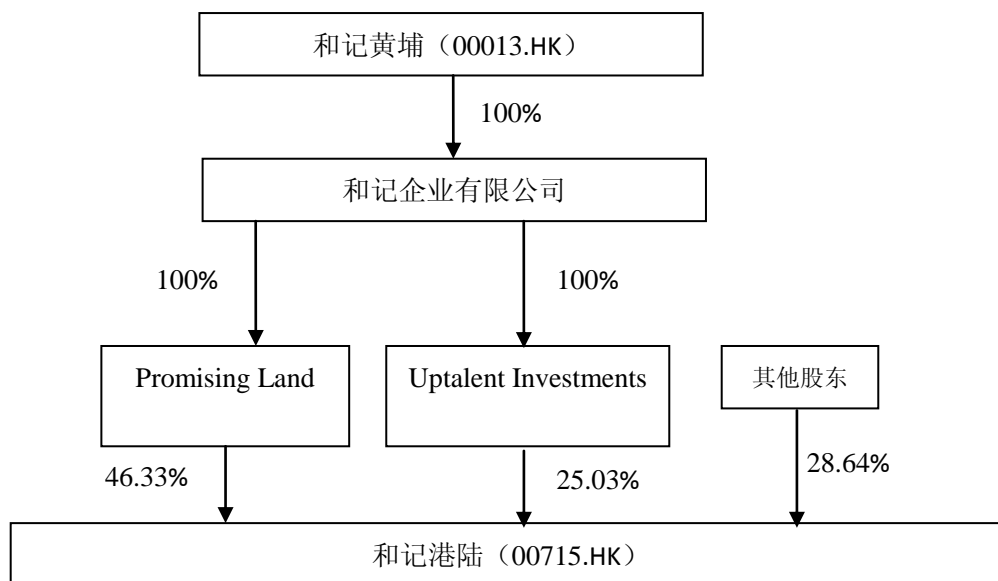 和记黄埔（00013.HK）
100%
和记企业有限公司
100%
100%
Promising Land
Uptalent Investments
其他股东
46.33%
25.03%
28.64%
和记港陆（00715.HK）